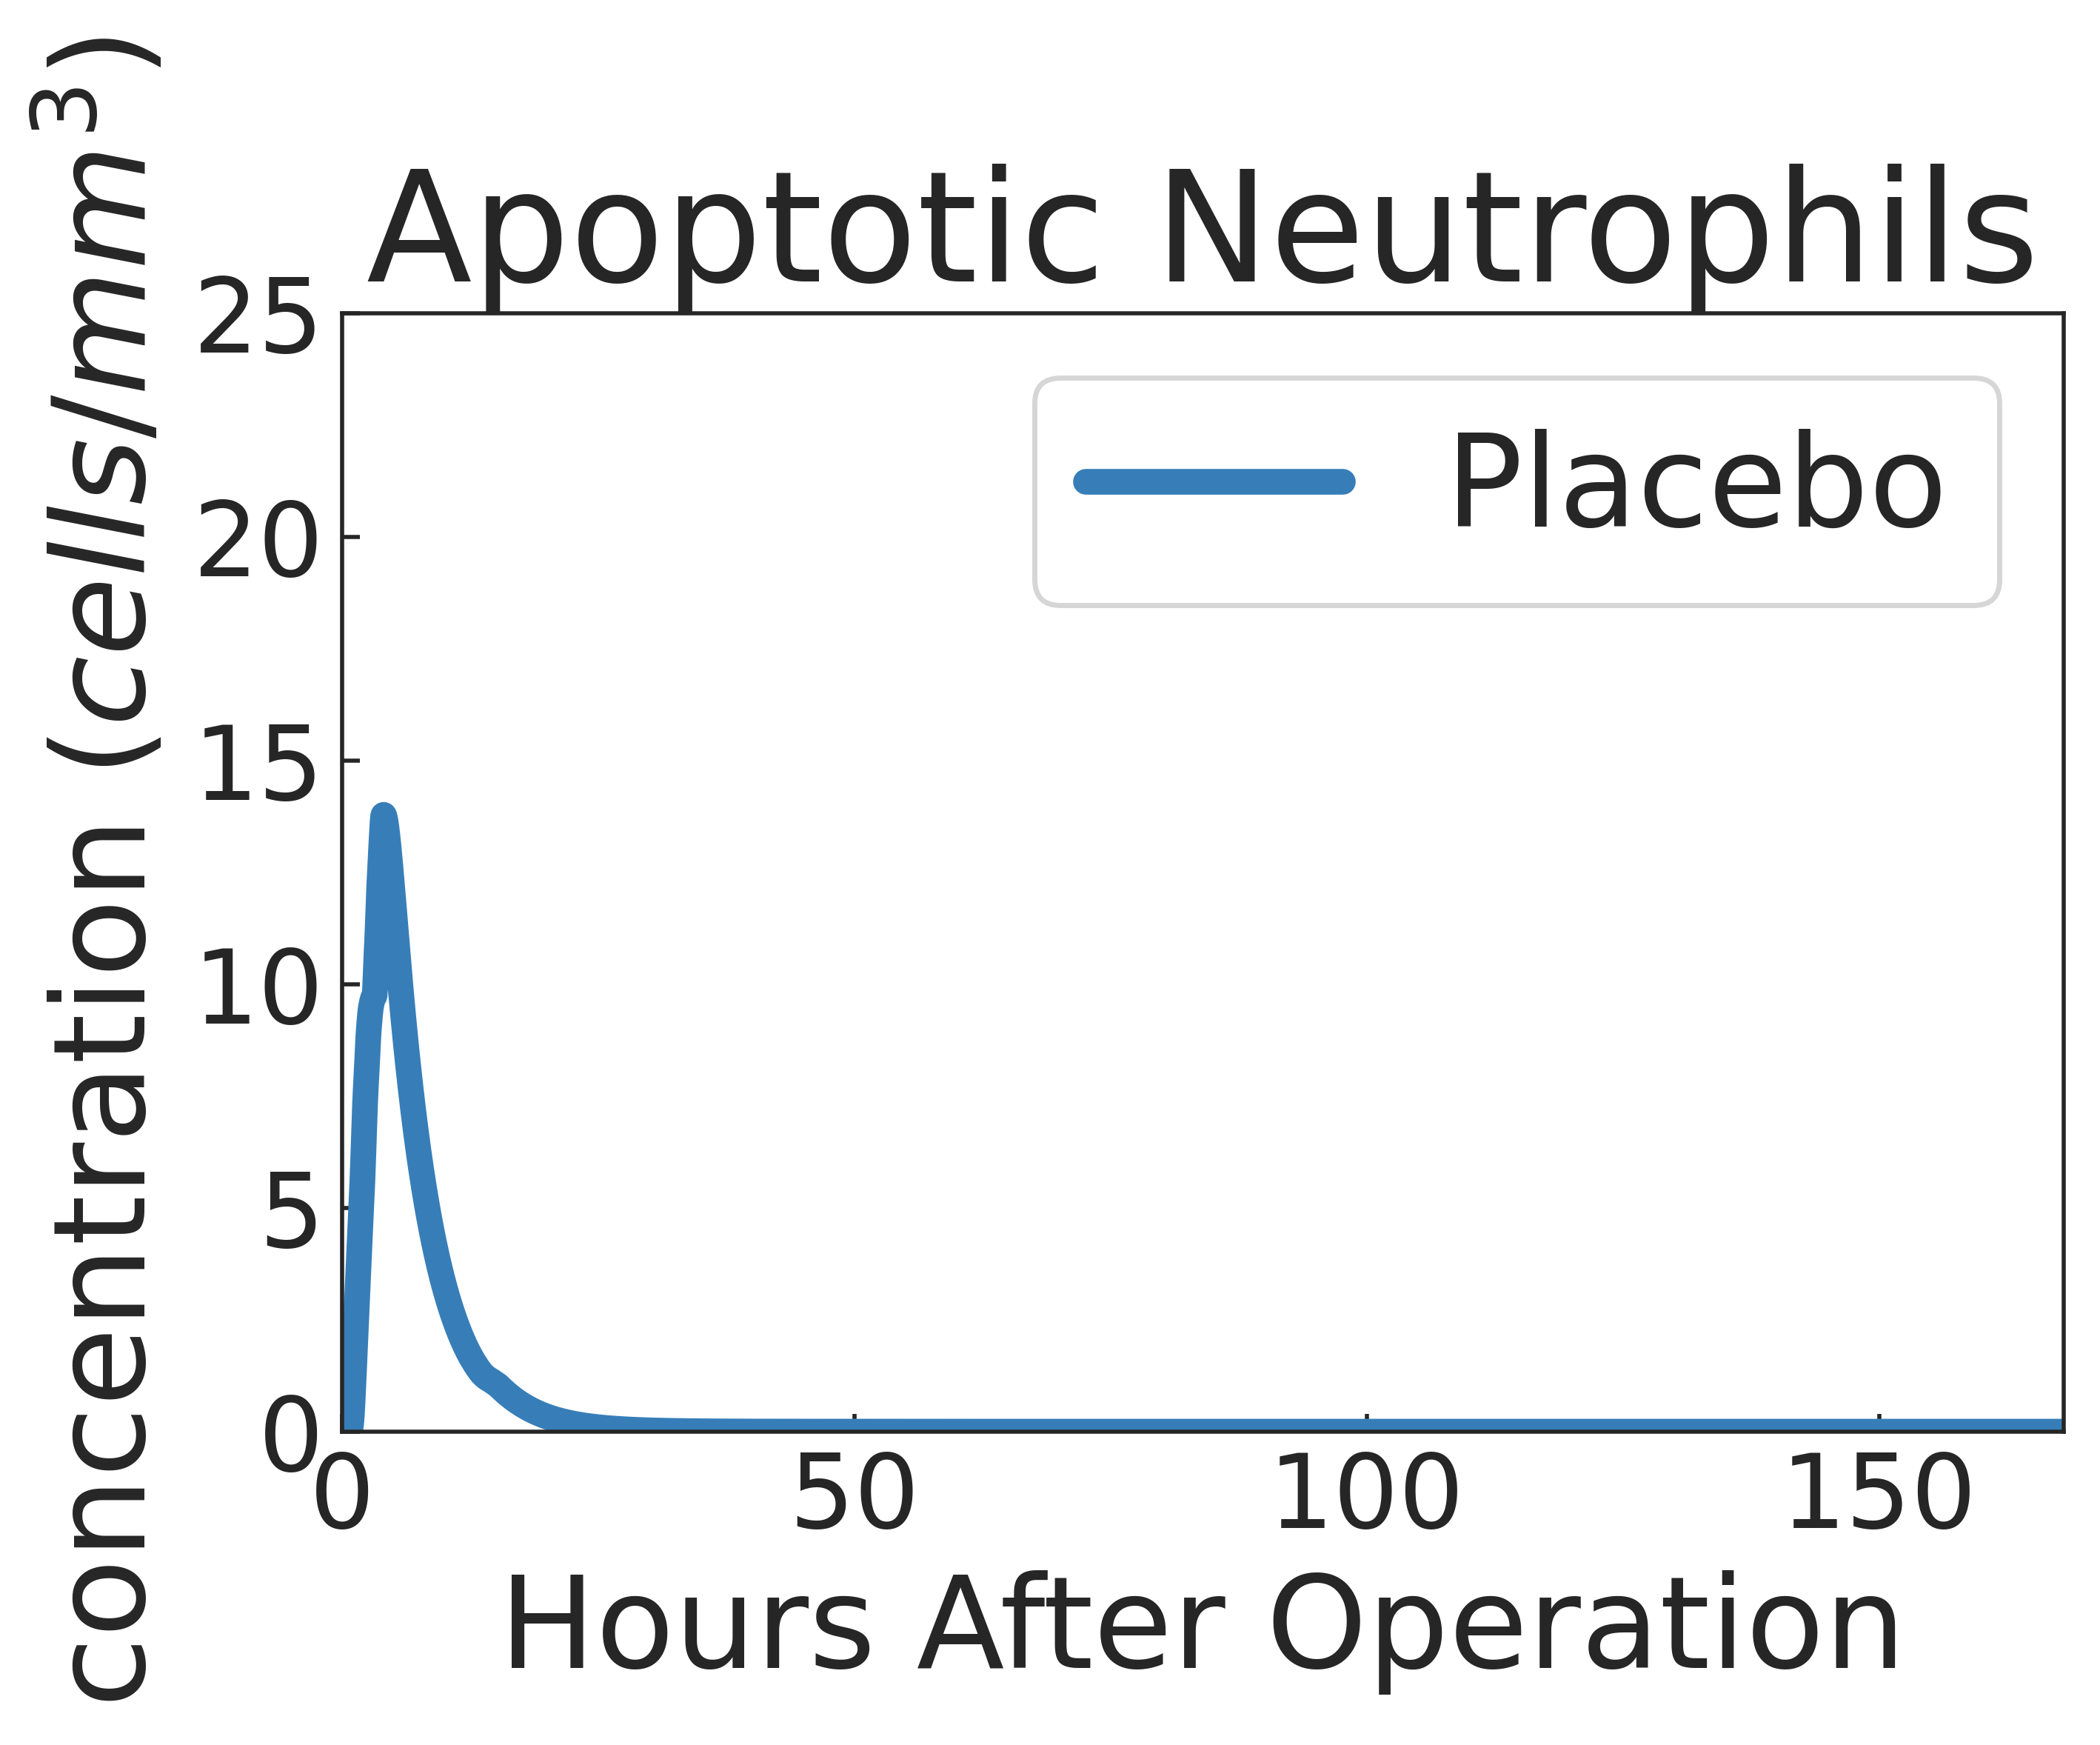 Apoptotic Neutrophils
concentration (cells/mm³)
25
20
15
10
5
0
Placebo
0 50 100 150
Hours After Operation